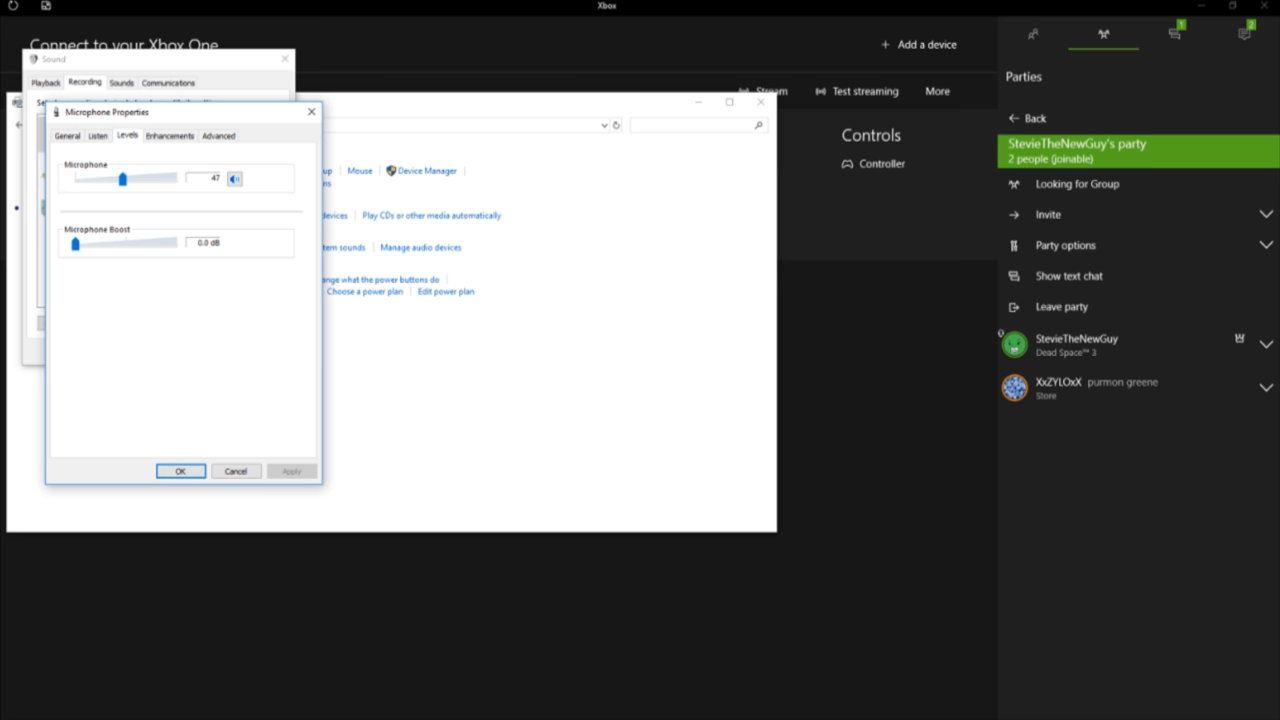 Xbox
Connect to your Xbox One
Add a device
Stream
Test streaming
More
Controls
Controller
Sound
Playback
Recording
Sounds
Communications
Microphone Properties
General
Listen
Levels
Enhancements
Advanced
Microphone
47
Microphone Boost
0.0 dB
OK
Cancel
Apply
up
Mouse
Device Manager
ns
devices
Play CDs or other media automatically
tem sounds
Manage audio devices
ange what the power buttons do
Choose a power plan
Edit power plan
1
2
Parties
Back
StevieTheNewGuy's party
2 people (joinable)
Looking for Group
Invite
Party options
Show text chat
Leave party
StevieTheNewGuy
Dead Space™ 3
XxZYLOxX purmon greene
Store